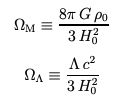 Ω_M ≡ 8π G ρ_0 / 3 H_0^2
Ω_Λ ≡ Λ c^2 / 3 H_0^2